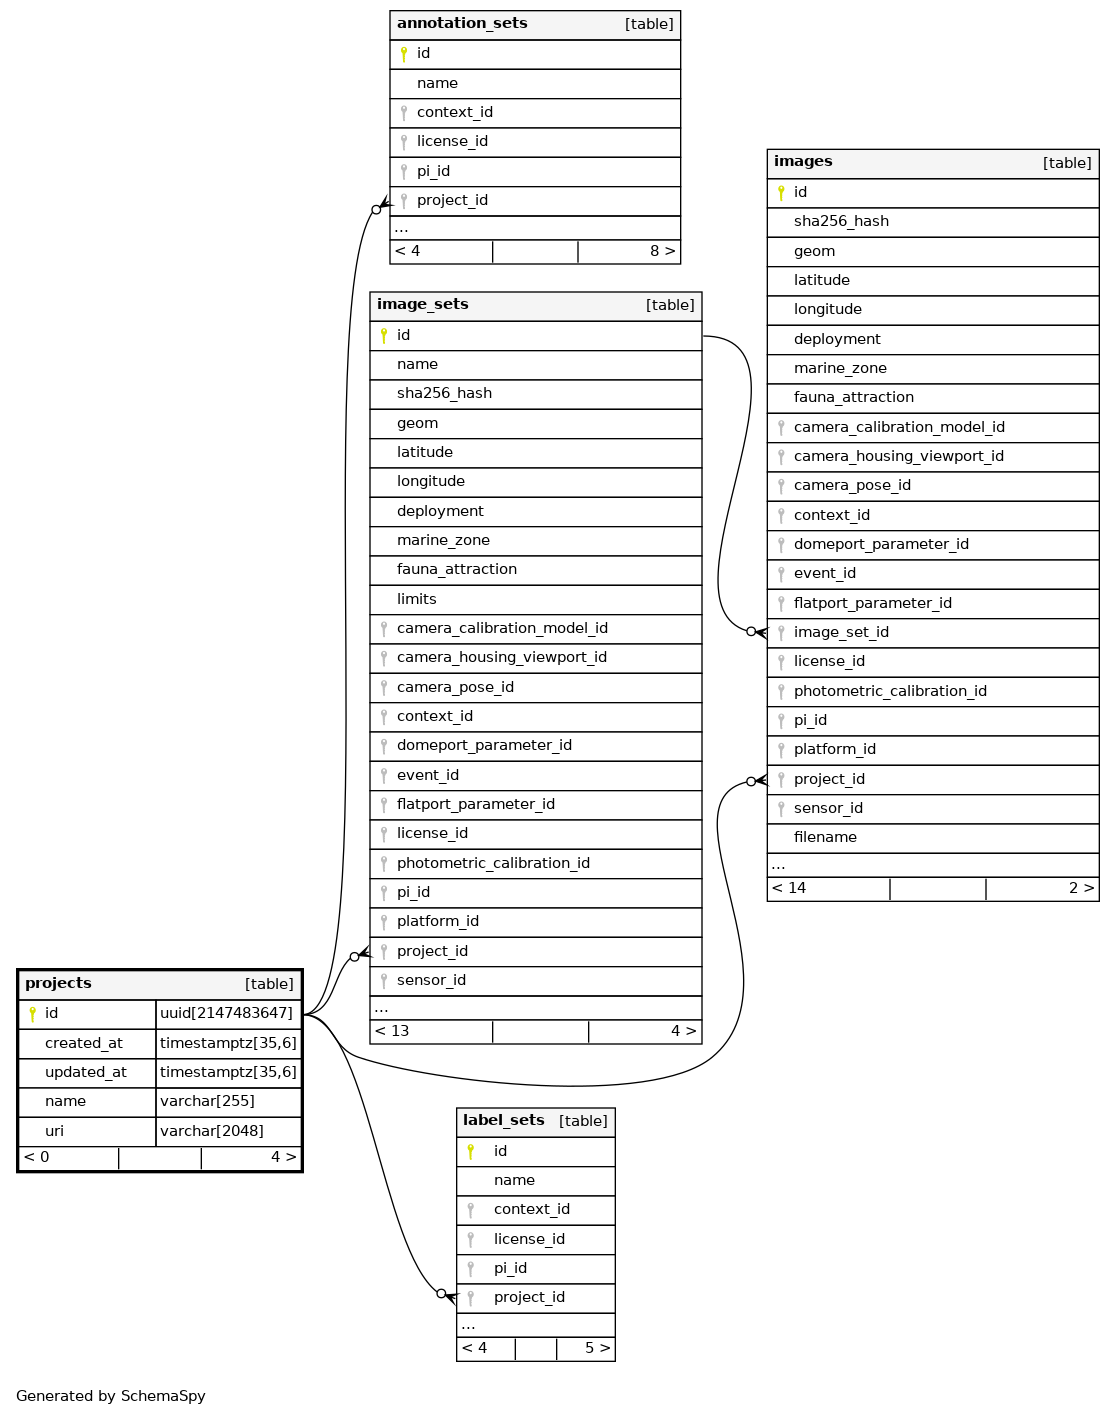 annotation_sets [table]
id
name
context_id
license_id
pi_id
project_id
...
< 4 8 >
images [table]
id
sha256_hash
geom
latitude
longitude
deployment
marine_zone
fauna_attraction
camera_calibration_model_id
camera_housing_viewport_id
camera_pose_id
context_id
domeport_parameter_id
event_id
flatport_parameter_id
image_set_id
license_id
photometric_calibration_id
pi_id
platform_id
project_id
sensor_id
filename
...
< 14 2 >
image_sets [table]
id
name
sha256_hash
geom
latitude
longitude
deployment
marine_zone
fauna_attraction
limits
camera_calibration_model_id
camera_housing_viewport_id
camera_pose_id
context_id
domeport_parameter_id
event_id
flatport_parameter_id
license_id
photometric_calibration_id
pi_id
platform_id
project_id
sensor_id
...
< 13 4 >
projects [table]
id uuid[2147483647]
created_at timestamptz[35,6]
updated_at timestamptz[35,6]
name varchar[255]
uri varchar[2048]
< 0 4 >
label_sets [table]
id
name
context_id
license_id
pi_id
project_id
...
< 4 5 >
Generated by SchemaSpy